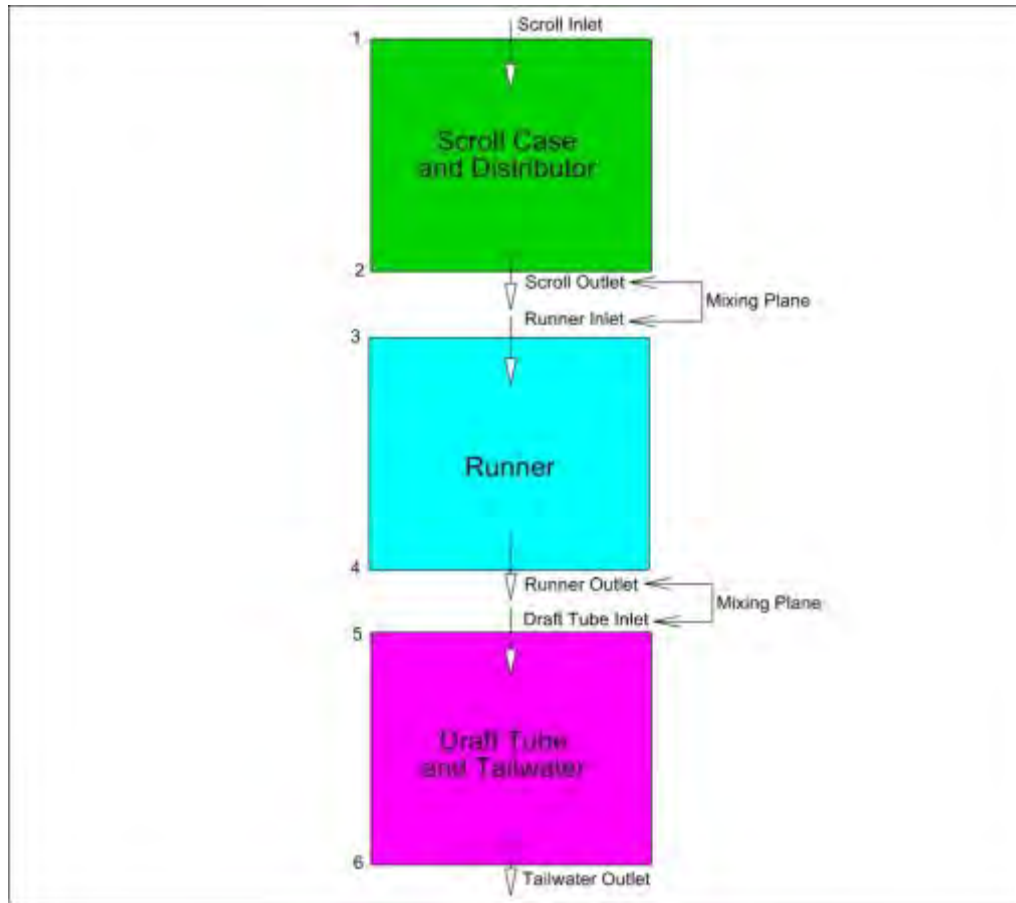 Scroll Inlet
1
Scroll Case
and Distributor
2
Scroll Outlet
Mixing Plane
Runner Inlet
3
Runner
4
Runner Outlet
Mixing Plane
Draft Tube Inlet
5
Draft Tube
and Tailwater
6
Tailwater Outlet